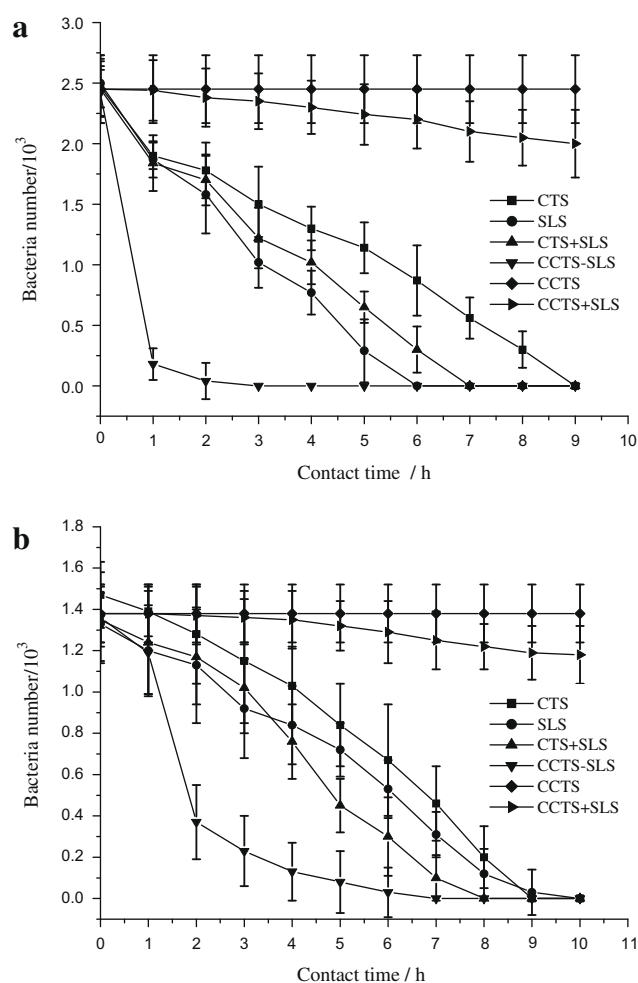 a
3.0
2.5
2.0
1.5
1.0
0.5
0.0
Bacteria number/10³
CTS
SLS
CTS+SLS
CCTS-SLS
CCTS
CCTS+SLS
0 1 2 3 4 5 6 7 8 9
Contact time / h
b
1.8
1.6
1.4
1.2
1.0
0.8
0.6
0.4
0.2
0.0
Bacteria number/10³
CTS
SLS
CTS+SLS
CCTS-SLS
CCTS
CCTS+SLS
0 1 2 3 4 5 6 7 8 9 10 11
Contact time / h